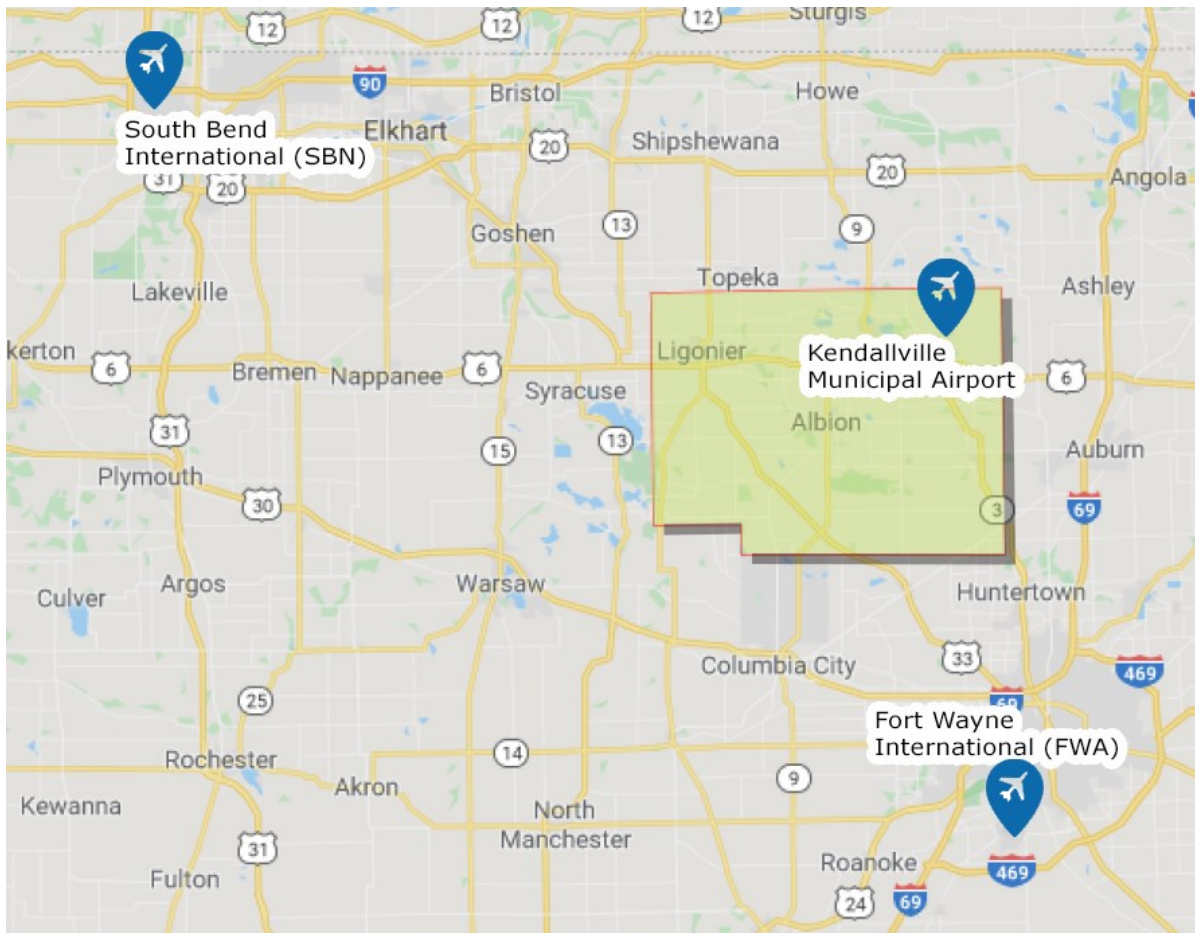 12
12
12
Sturgis
90
Bristol
Howe
South Bend
International (SBN)
Elkhart
20
Shipshewana
31
20
20
Angola
13
9
Goshen
Topeka
Ashley
Lakeville
kerton
6
Bremen
Nappanee
6
Ligonier
Kendallville
Municipal Airport
6
Syracuse
Albion
31
15
13
Auburn
Plymouth
30
3
69
Argos
Warsaw
Huntertown
Culver
Columbia City
33
469
25
69
Fort Wayne
International (FWA)
Rochester
14
Akron
9
Kewanna
North
Manchester
31
Roanoke
469
Fulton
24
69